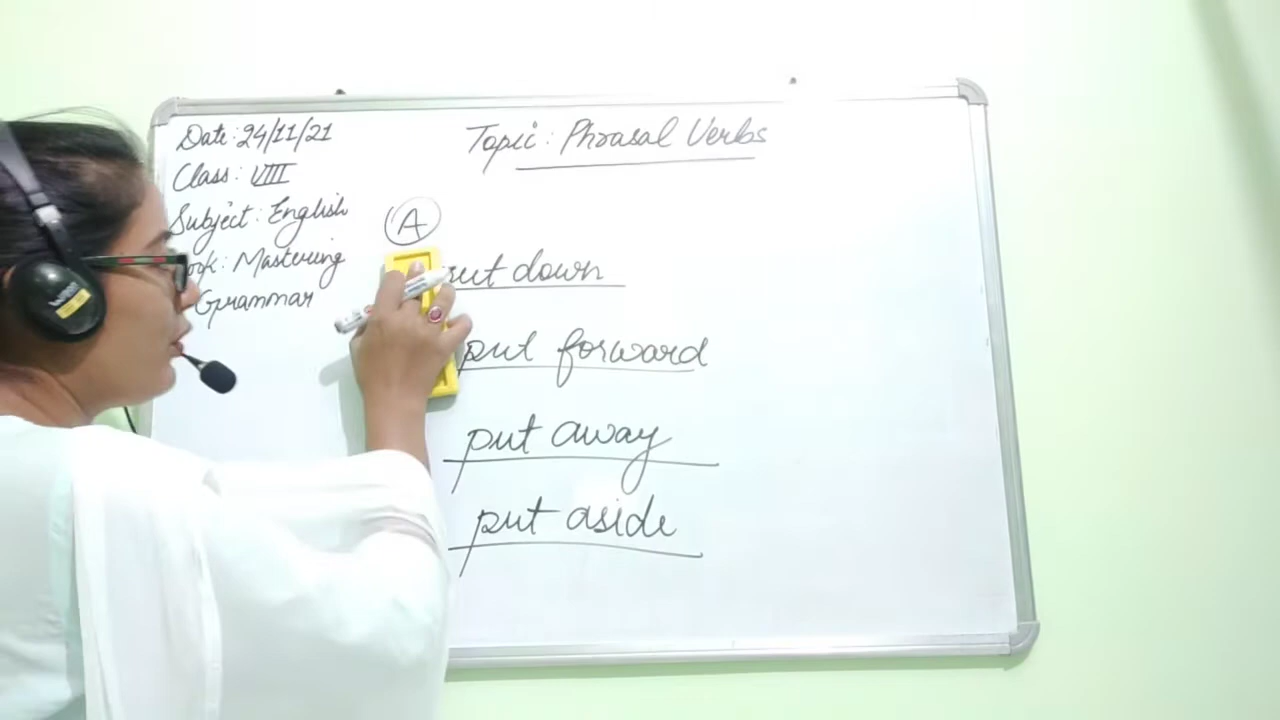 Date: 24/11/21
Class: VIII
Subject: English
Mastering
Grammar
Topic: Phrasal Verbs
A
put down
put forward
put away
put aside